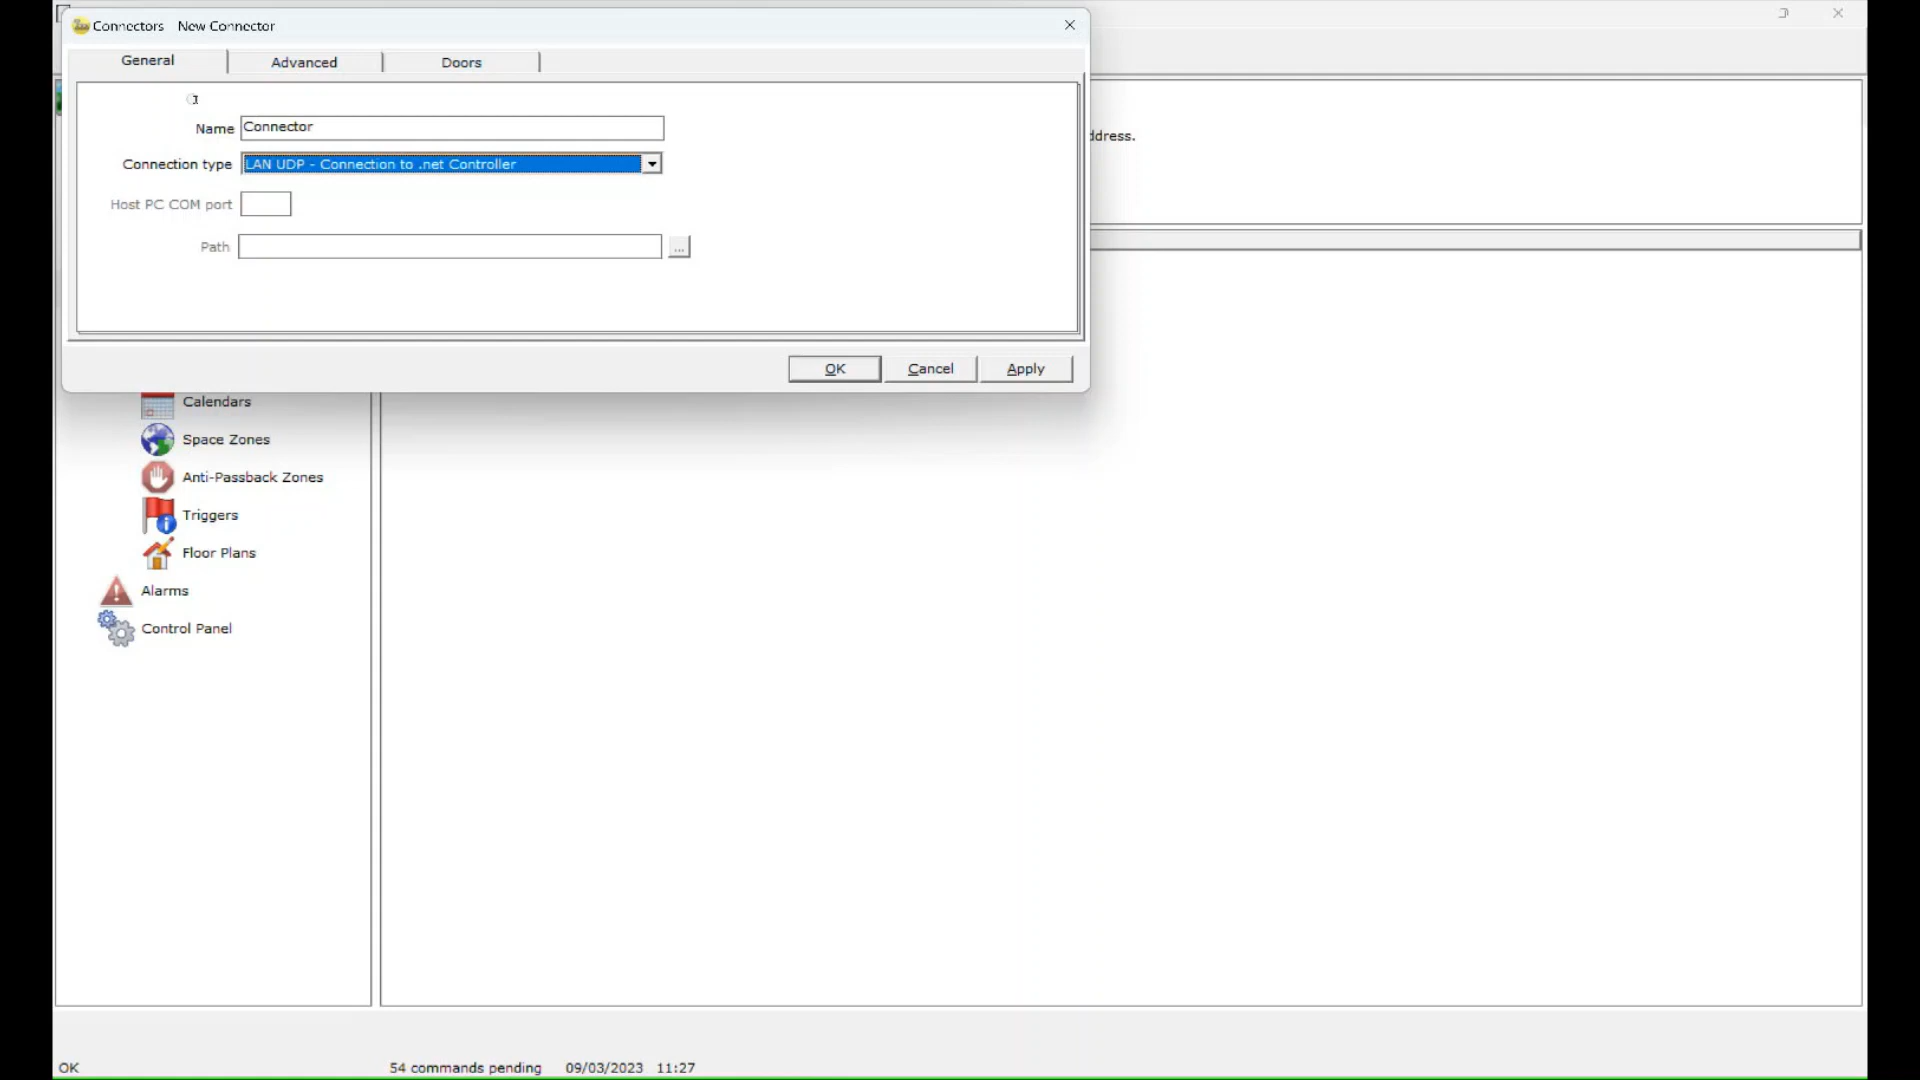 Connectors New Connector
General
Advanced
Doors
Name
Connector
Connection type
LAN UDP - Connection to .net Controller
Host PC COM port
Path
...
OK
Cancel
Apply
ddress.
Calendars
Space Zones
Anti-Passback Zones
Triggers
Floor Plans
Alarms
Control Panel
OK
54 commands pending
09/03/2023
11:27